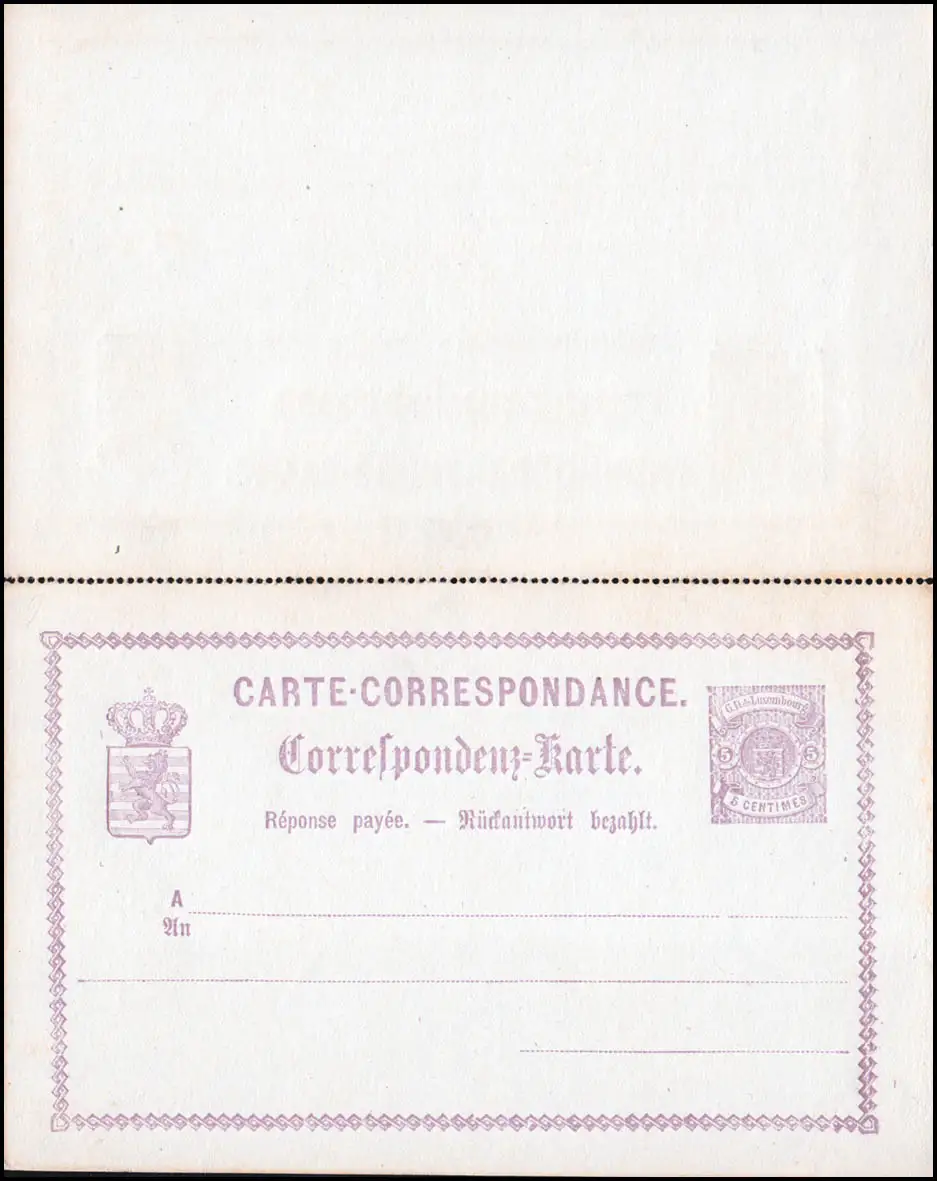 CARTE-CORRESPONDANCE.
G. D. de Luxembourg
Correſpondenz=Karte.
5 5
5 CENTIMES
Réponse payée. — Rückantwort bezahlt.
A
An